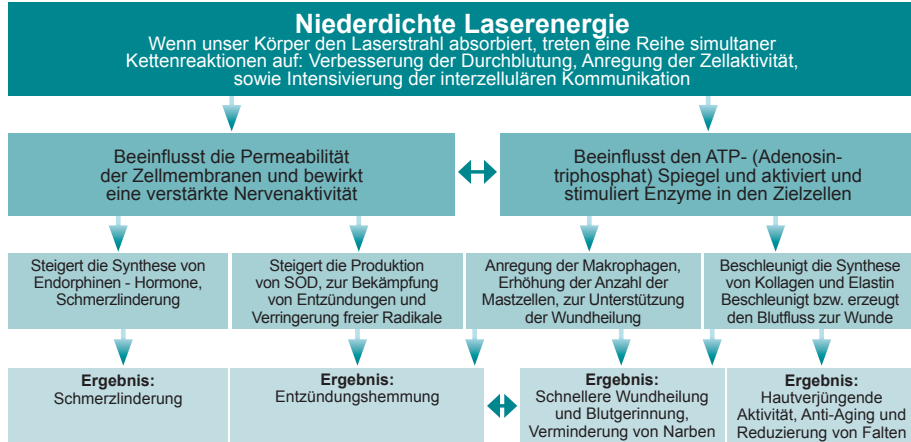 Niederdichte Laserenergie
Wenn unser Körper den Laserstrahl absorbiert, treten eine Reihe simultaner
Kettenreaktionen auf: Verbesserung der Durchblutung, Anregung der Zellaktivität,
sowie Intensivierung der interzellulären Kommunikation
Beeinflusst die Permeabilität
der Zellmembranen und bewirkt
eine verstärkte Nervenaktivität
Beeinflusst den ATP- (Adenosin-
triphosphat) Spiegel und aktiviert und
stimuliert Enzyme in den Zielzellen
Steigert die Synthese von
Endorphinen - Hormone,
Schmerzlinderung
Steigert die Produktion
von SOD, zur Bekämpfung
von Entzündungen und
Verringerung freier Radikale
Anregung der Makrophagen,
Erhöhung der Anzahl der
Mastzellen, zur Unterstützung
der Wundheilung
Beschleunigt die Synthese
von Kollagen und Elastin
Beschleunigt bzw. erzeugt
den Blutfluss zur Wunde
Ergebnis:
Schmerzlinderung
Ergebnis:
Entzündungshemmung
Ergebnis:
Schnellere Wundheilung
und Blutgerinnung,
Verminderung von Narben
Ergebnis:
Hautverjüngende
Aktivität, Anti-Aging und
Reduzierung von Falten